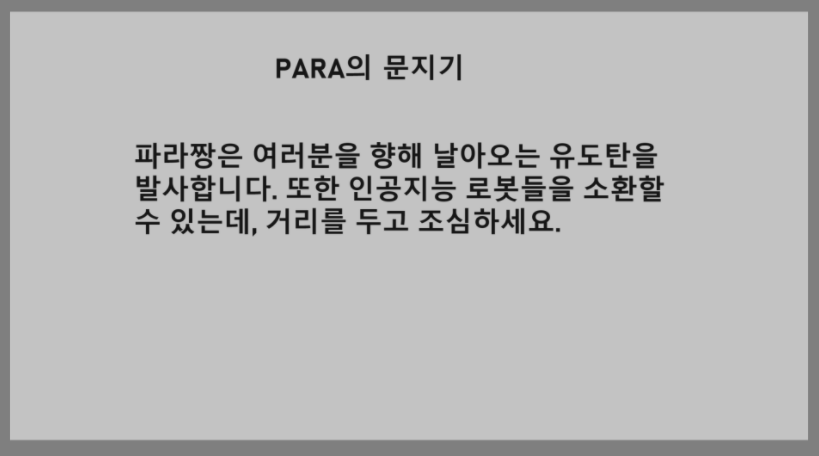 PARA의 문지기
파라짱은 여러분을 향해 날아오는 유도탄을
발사합니다. 또한 인공지능 로봇들을 소환할
수 있는데, 거리를 두고 조심하세요.